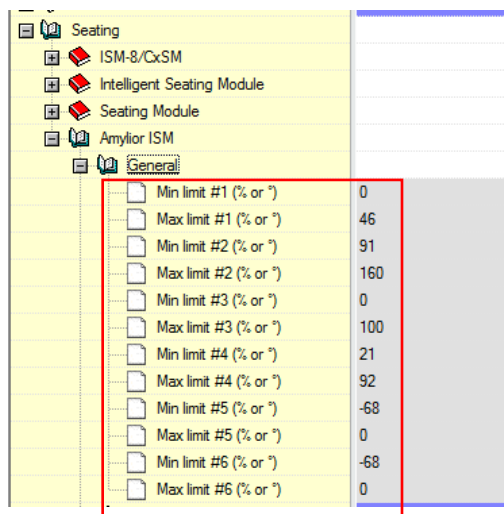 Seating
ISM-8/CxSM
Intelligent Seating Module
Seating Module
Amylior ISM
General
Min limit #1 (% or °) 0
Max limit #1 (% or °) 46
Min limit #2 (% or °) 91
Max limit #2 (% or °) 160
Min limit #3 (% or °) 0
Max limit #3 (% or °) 100
Min limit #4 (% or °) 21
Max limit #4 (% or °) 92
Min limit #5 (% or °) -68
Max limit #5 (% or °) 0
Min limit #6 (% or °) -68
Max limit #6 (% or °) 0